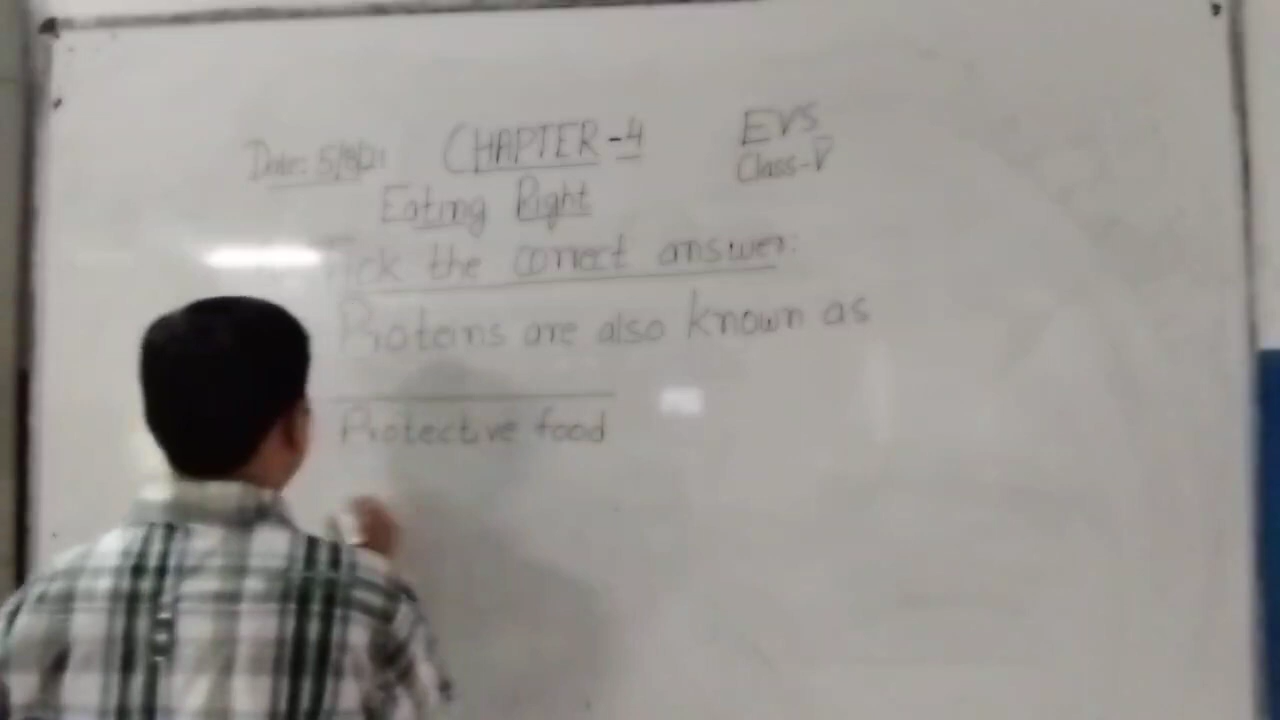 Date: 5/8/21 CHAPTER-4 EVS
Class-V
Eating Right
Tick the correct answer:
Proteins are also known as
Protective food